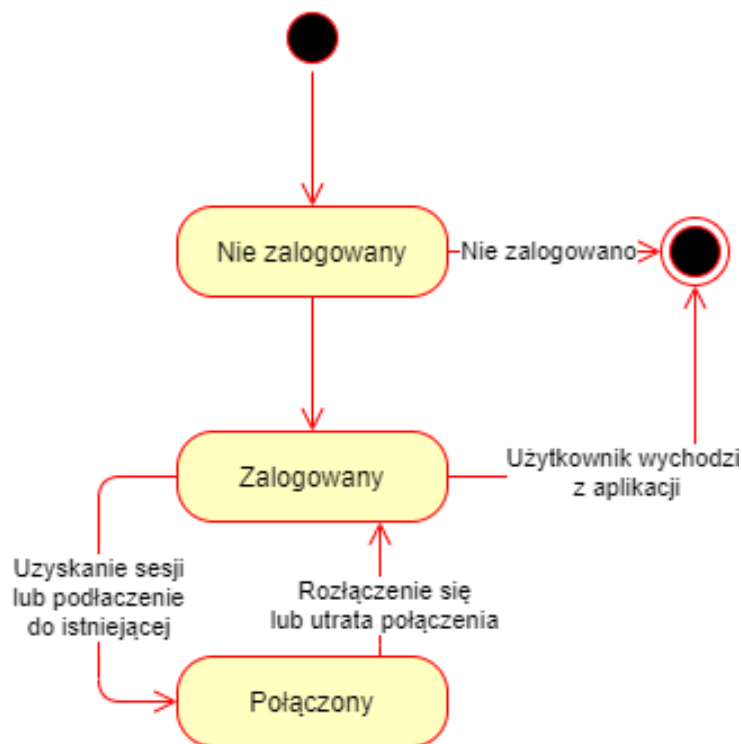 Nie zalogowany
Nie zalogowano
Zalogowany
Użytkownik wychodzi
z aplikacji
Uzyskanie sesji
lub podłaczenie
do istniejącej
Rozłączenie się
lub utrata połączenia
Połączony